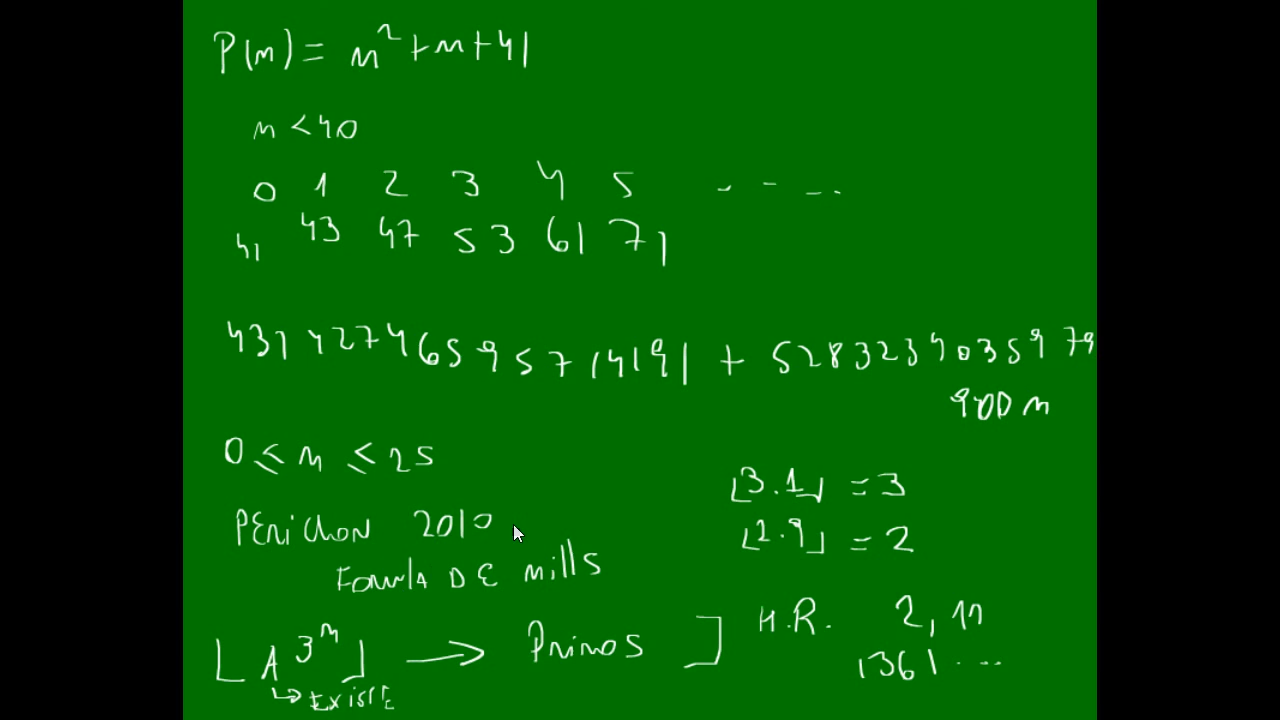 P(n) = n²+n+41
n < 40
0 1 2 3 4 5 ....
41 43 47 53 61 71
43142746595714191 + 5283234035979
900 n
0 ≤ n ≤ 25
⌊3.1⌋ = 3
PERiChON 2010
⌊2.9⌋ = 2
FORMULA DE mills
⌊A^3^n⌋ → PRIMOS ] H.R. 2, 11
1361 ...
↳ EXISTE